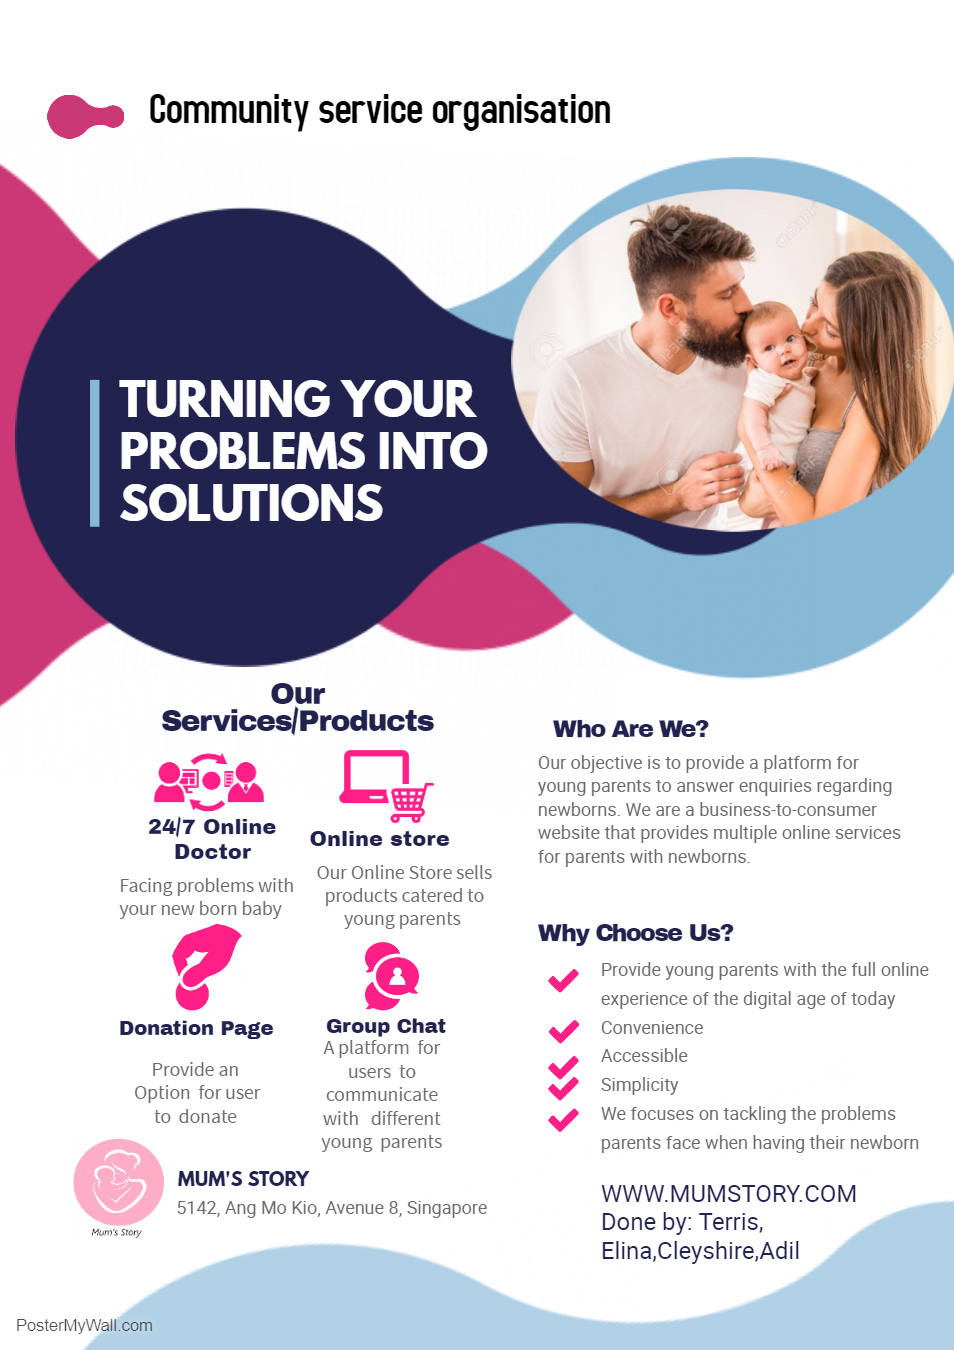 Community service organisation
TURNING YOUR
PROBLEMS INTO
SOLUTIONS
Our
Services/Products
24/7 Online
Doctor
Facing problems with
your new born baby
Online store
Our Online Store sells
products catered to
young parents
Donation Page
Provide an
Option for user
to donate
Group Chat
A platform for
users to
communicate
with different
young parents
Who Are We?
Our objective is to provide a platform for
young parents to answer enquiries regarding
newborns. We are a business-to-consumer
website that provides multiple online services
for parents with newborns.
Why Choose Us?
Provide young parents with the full online
experience of the digital age of today
Convenience
Accessible
Simplicity
We focuses on tackling the problems
parents face when having their newborn
Mum's Story
MUM'S STORY
5142, Ang Mo Kio, Avenue 8, Singapore
WWW.MUMSTORY.COM
Done by: Terris,
Elina,Cleyshire,Adil
PosterMyWall.com